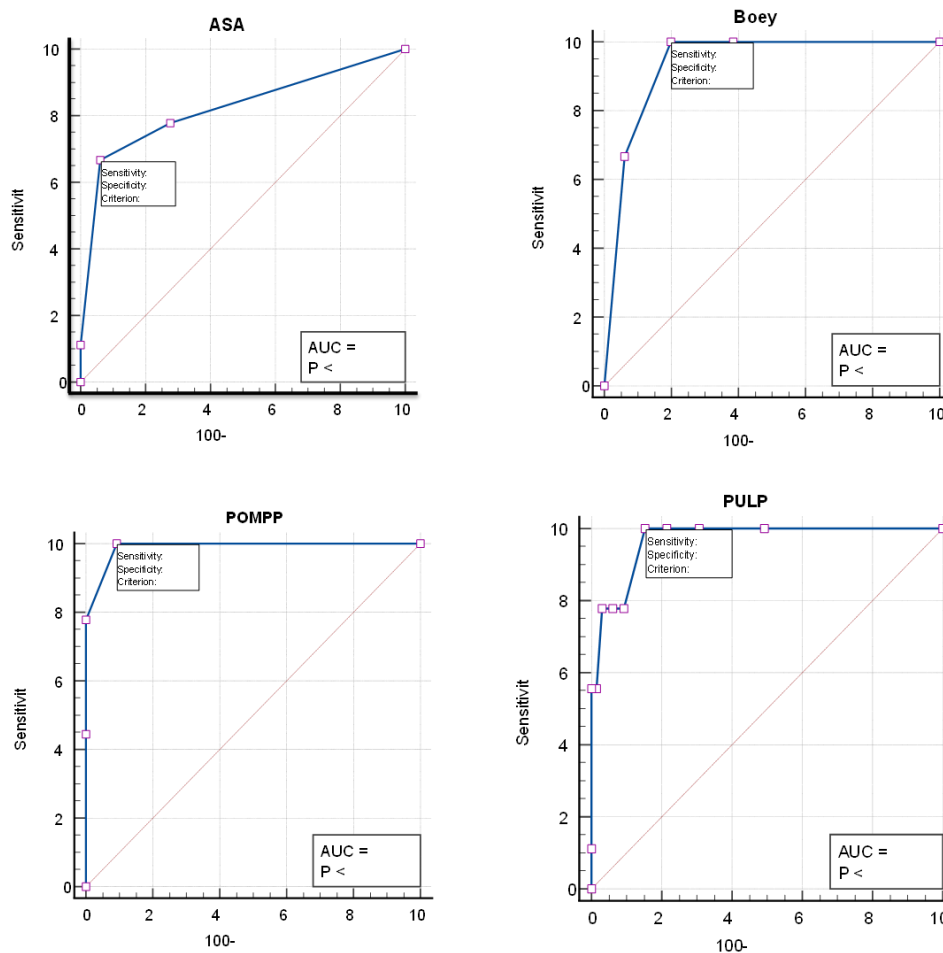 ASA
10
8
6
4
2
0
Sensitivit
Sensitivity:
Specificity:
Criterion:
AUC =
P <
0 2 4 6 8 10
100-
Boey
10
8
6
4
2
0
Sensitivit
Sensitivity:
Specificity:
Criterion:
AUC =
P <
0 2 4 6 8 10
100-
POMPP
10
8
6
4
2
0
Sensitivit
Sensitivity:
Specificity:
Criterion:
AUC =
P <
0 2 4 6 8 10
100-
PULP
10
8
6
4
2
0
Sensitivit
Sensitivity:
Specificity:
Criterion:
AUC =
P <
0 2 4 6 8 10
100-